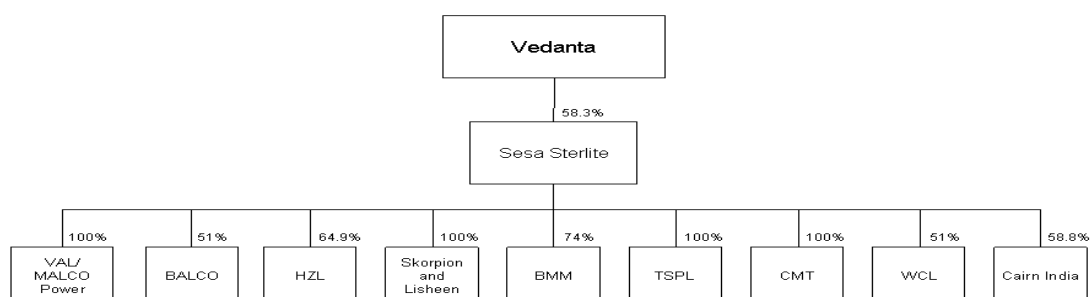 Vedanta
58.3%
Sesa Sterlite
100%
51%
64.9%
100%
74%
100%
100%
51%
58.8%
VAL/
MALCO
Power
BALCO
HZL
Skorpion
and
Lisheen
BMM
TSPL
CMT
WCL
Cairn India